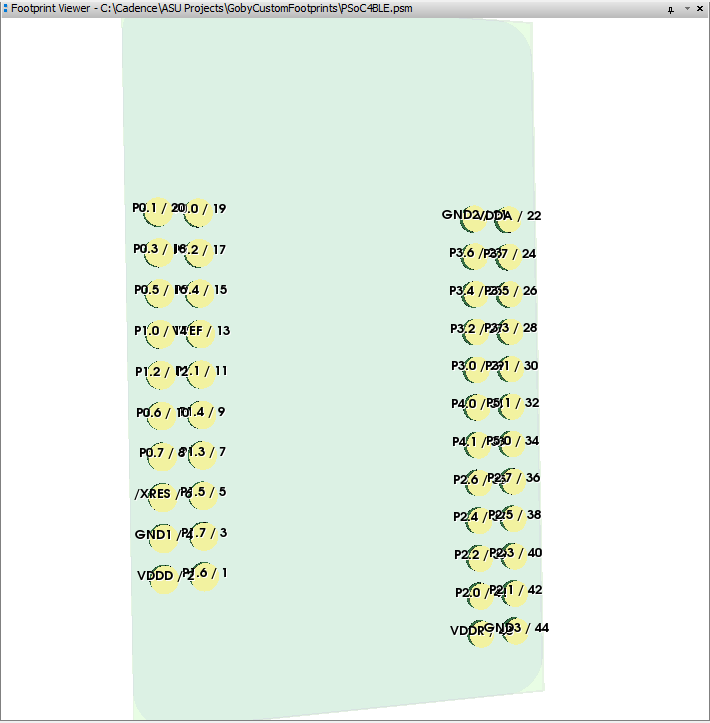 Footprint Viewer - C:\Cadence\ASU Projects\GobyCustomFootprints\PSoC4BLE.psm
P0.1 / 20 P0.0 / 19 GND2 / 21 VDDA / 22
P0.3 / 18 P0.2 / 17 P3.6 / 23 P3.7 / 24
P0.5 / 16 P0.4 / 15 P3.4 / 25 P3.5 / 26
P1.0 / 14 VREF / 13 P3.2 / 27 P3.3 / 28
P1.2 / 12 P1.1 / 11 P3.0 / 29 P3.1 / 30
P0.6 / 10 P1.4 / 9 P4.0 / 31 P5.1 / 32
P0.7 / 8 P1.3 / 7 P4.1 / 33 P5.0 / 34
/XRES / 6 P1.5 / 5 P2.6 / 35 P2.7 / 36
GND1 / 4 P1.7 / 3 P2.4 / 37 P2.5 / 38
VDDD / 2 P1.6 / 1 P2.2 / 39 P2.3 / 40
P2.0 / 41 P2.1 / 42
VDDR / 43 GND3 / 44